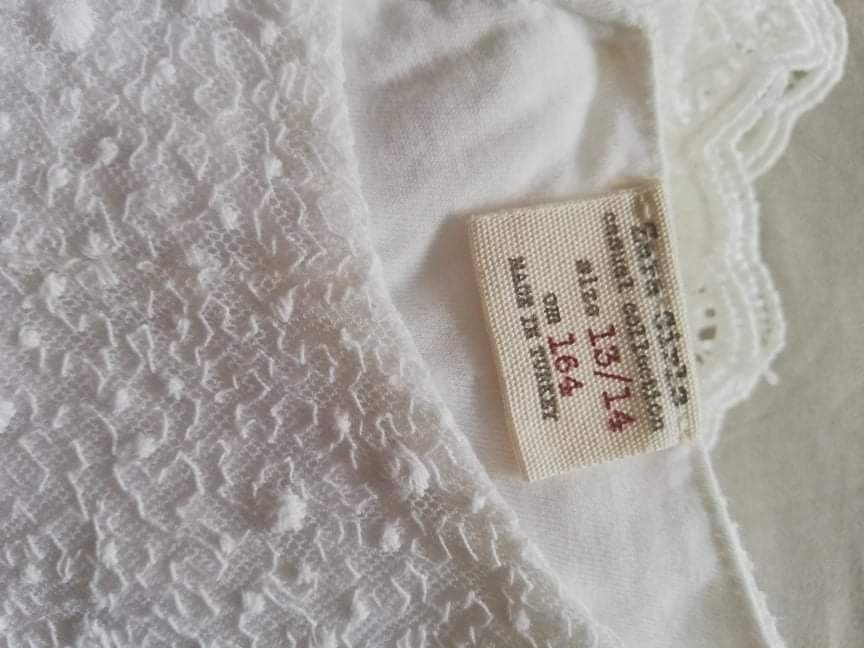 Zara Girls
casual collection
size 13/14
cm 164
MADE IN TURKEY